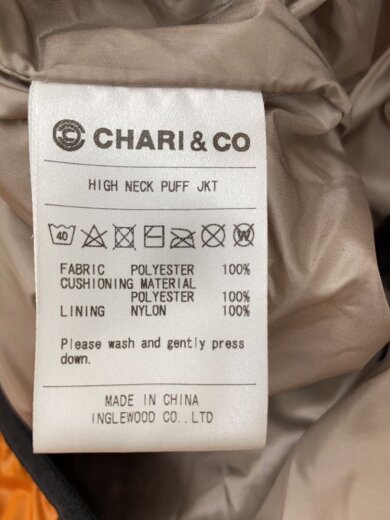 CHARI & CO
HIGH NECK PUFF JKT
40
W
FABRIC POLYESTER 100%
CUSHIONING MATERIAL
POLYESTER 100%
LINING NYLON 100%
Please wash and gently press
down.
MADE IN CHINA
INGLEWOOD CO.,LTD